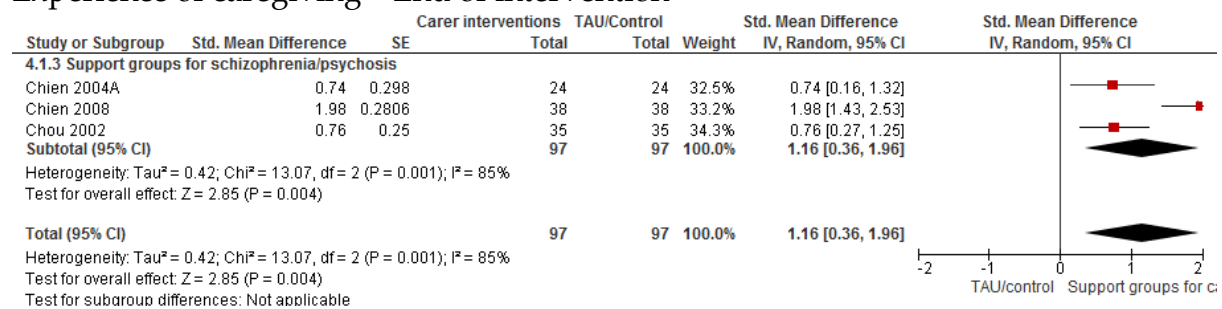 Experience of caregiving - End of intervention
Carer interventions TAU/Control Std. Mean Difference Std. Mean Difference
Study or Subgroup Std. Mean Difference SE Total Total Weight IV, Random, 95% CI IV, Random, 95% CI
4.1.3 Support groups for schizophrenia/psychosis
Chien 2004A 0.74 0.298 24 24 32.5% 0.74 [0.16, 1.32]
Chien 2008 1.98 0.2806 38 38 33.2% 1.98 [1.43, 2.53]
Chou 2002 0.76 0.25 35 35 34.3% 0.76 [0.27, 1.25]
Subtotal (95% CI) 97 97 100.0% 1.16 [0.36, 1.96]
Heterogeneity: Tau² = 0.42; Chi² = 13.07, df = 2 (P = 0.001); I² = 85%
Test for overall effect: Z = 2.85 (P = 0.004)
Total (95% CI) 97 97 100.0% 1.16 [0.36, 1.96]
Heterogeneity: Tau² = 0.42; Chi² = 13.07, df = 2 (P = 0.001); I² = 85%
Test for overall effect: Z = 2.85 (P = 0.004)
Test for subgroup differences: Not applicable
-2 -1 0 1 2
TAU/control Support groups for